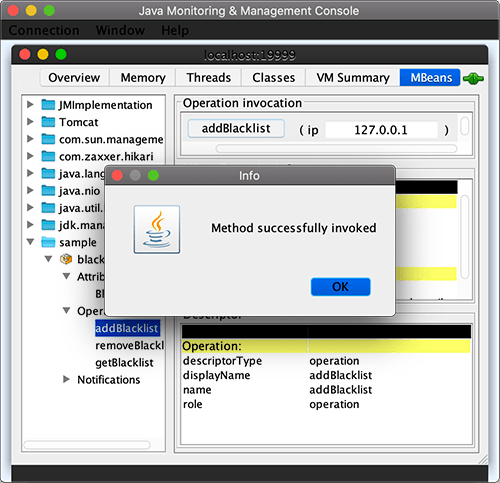 Java Monitoring & Management Console
Connection Window Help
localhost:19999
Overview Memory Threads Classes VM Summary MBeans
JMImplementation
Tomcat
com.sun.manageme
com.zaxxer.hikari
java.lang
java.nio
java.util.
jdk.mana
sample
black
Attrib
Bl
Oper
addBlacklist
removeBlackl
getBlacklist
Notifications
Operation invocation
addBlacklist ( ip 127.0.0.1 )
Info
Method successfully invoked
OK
Descriptor
Operation:
descriptorType operation
displayName addBlacklist
name addBlacklist
role operation